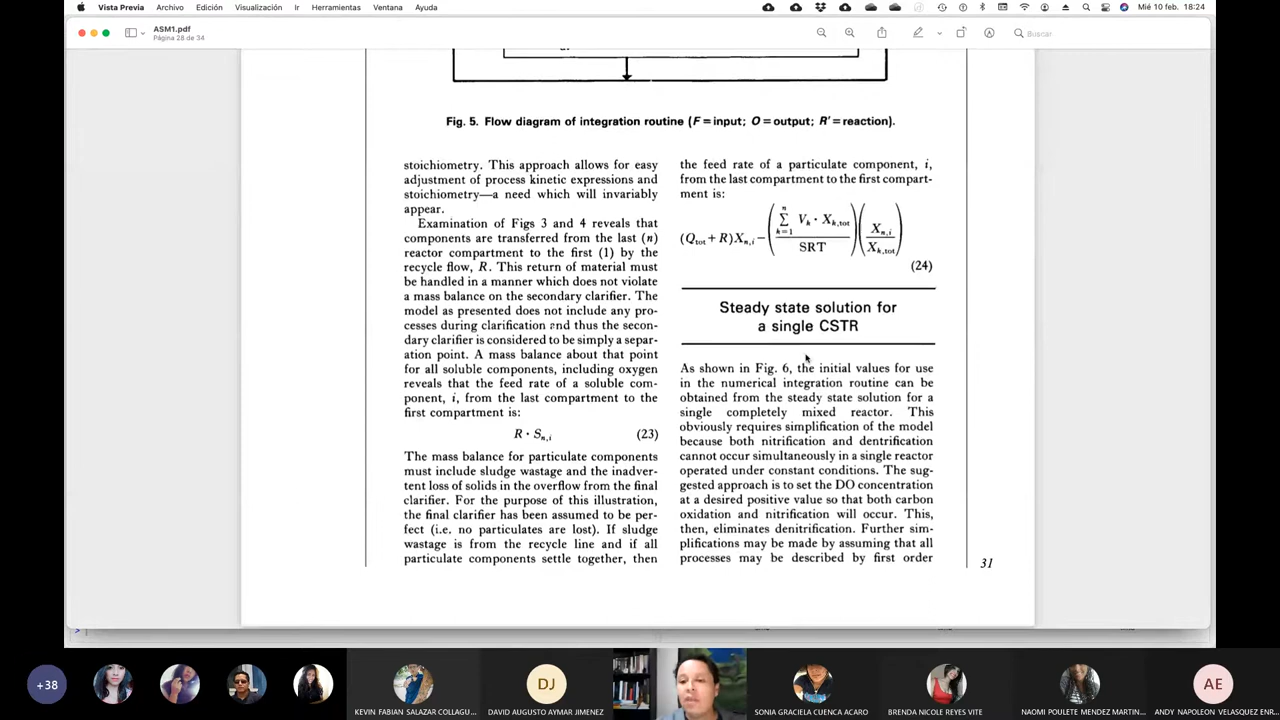 Vista Previa Archivo Edición Visualización Ir Herramientas Ventana Ayuda
Mié 10 feb. 18:24
ASM1.pdf
Página 28 de 34
Buscar
Fig. 5. Flow diagram of integration routine (F = input; O = output; R' = reaction).
stoichiometry. This approach allows for easy
adjustment of process kinetic expressions and
stoichiometry—a need which will invariably
appear.
Examination of Figs 3 and 4 reveals that
components are transferred from the last (n)
reactor compartment to the first (1) by the
recycle flow, R. This return of material must
be handled in a manner which does not violate
a mass balance on the secondary clarifier. The
model as presented does not include any pro-
cesses during clarification and thus the secon-
dary clarifier is considered to be simply a separ-
ation point. A mass balance about that point
for all soluble components, including oxygen
reveals that the feed rate of a soluble com-
ponent, i, from the last compartment to the
first compartment is:
R · Sn,i (23)
The mass balance for particulate components
must include sludge wastage and the inadver-
tent loss of solids in the overflow from the final
clarifier. For the purpose of this illustration,
the final clarifier has been assumed to be per-
fect (i.e. no particulates are lost). If sludge
wastage is from the recycle line and if all
particulate components settle together, then
the feed rate of a particulate component, i,
from the last compartment to the first compart-
ment is:
(Qtot + R)Xn,i − (∑k=1n Vk · Xk,tot / SRT) (Xn,i / Xk,tot)
(24)
Steady state solution for
a single CSTR
As shown in Fig. 6, the initial values for use
in the numerical integration routine can be
obtained from the steady state solution for a
single completely mixed reactor. This
obviously requires simplification of the model
because both nitrification and dentrification
cannot occur simultaneously in a single reactor
operated under constant conditions. The sug-
gested approach is to set the DO concentration
at a desired positive value so that both carbon
oxidation and nitrification will occur. This,
then, eliminates denitrification. Further sim-
plifications may be made by assuming that all
processes may be described by first order
31
+38
KEVIN FABIAN SALAZAR COLLAGU...
DJ
DAVID AUGUSTO AYMAR JIMENEZ
SONIA GRACIELA CUENCA ACARO
BRENDA NICOLE REYES VITE
NAOMI POULETE MENDEZ MARTIN...
AE
ANDY NAPOLEON VELASQUEZ ENR...